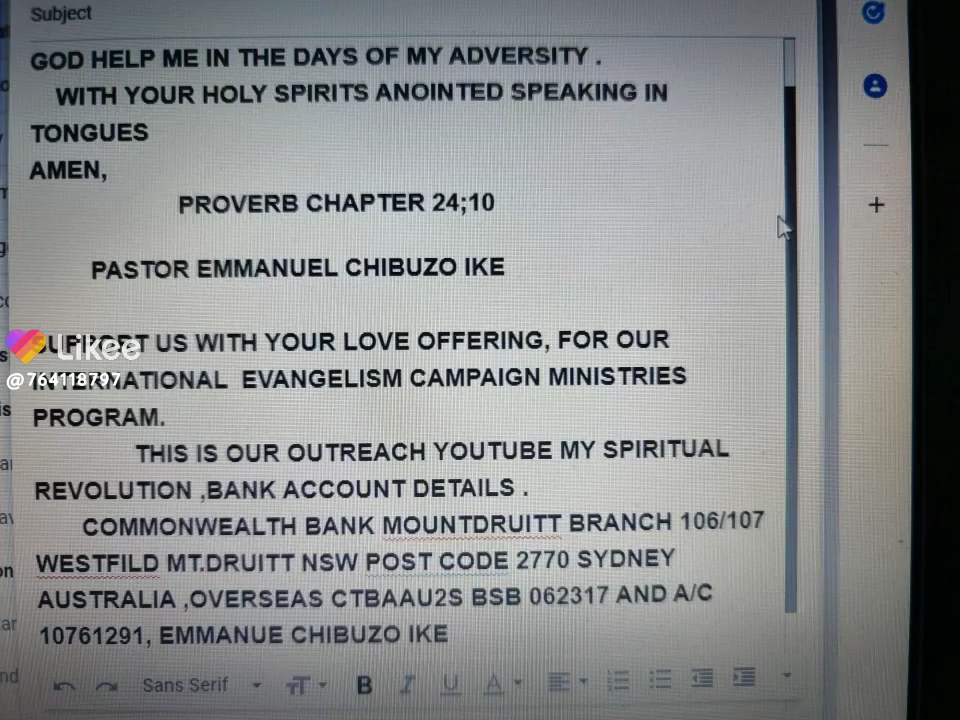 Subject
GOD HELP ME IN THE DAYS OF MY ADVERSITY .
WITH YOUR HOLY SPIRITS ANOINTED SPEAKING IN
TONGUES
AMEN,
PROVERB CHAPTER 24;10
PASTOR EMMANUEL CHIBUZO IKE
SUPPORT US WITH YOUR LOVE OFFERING, FOR OUR
Likee
INTERNATIONAL EVANGELISM CAMPAIGN MINISTRIES
@764118797
PROGRAM.
THIS IS OUR OUTREACH YOUTUBE MY SPIRITUAL
REVOLUTION ,BANK ACCOUNT DETAILS .
COMMONWEALTH BANK MOUNTDRUITT BRANCH 106/107
WESTFILD MT.DRUITT NSW POST CODE 2770 SYDNEY
AUSTRALIA ,OVERSEAS CTBAAU2S BSB 062317 AND A/C
10761291, EMMANUE CHIBUZO IKE
Sans Serif